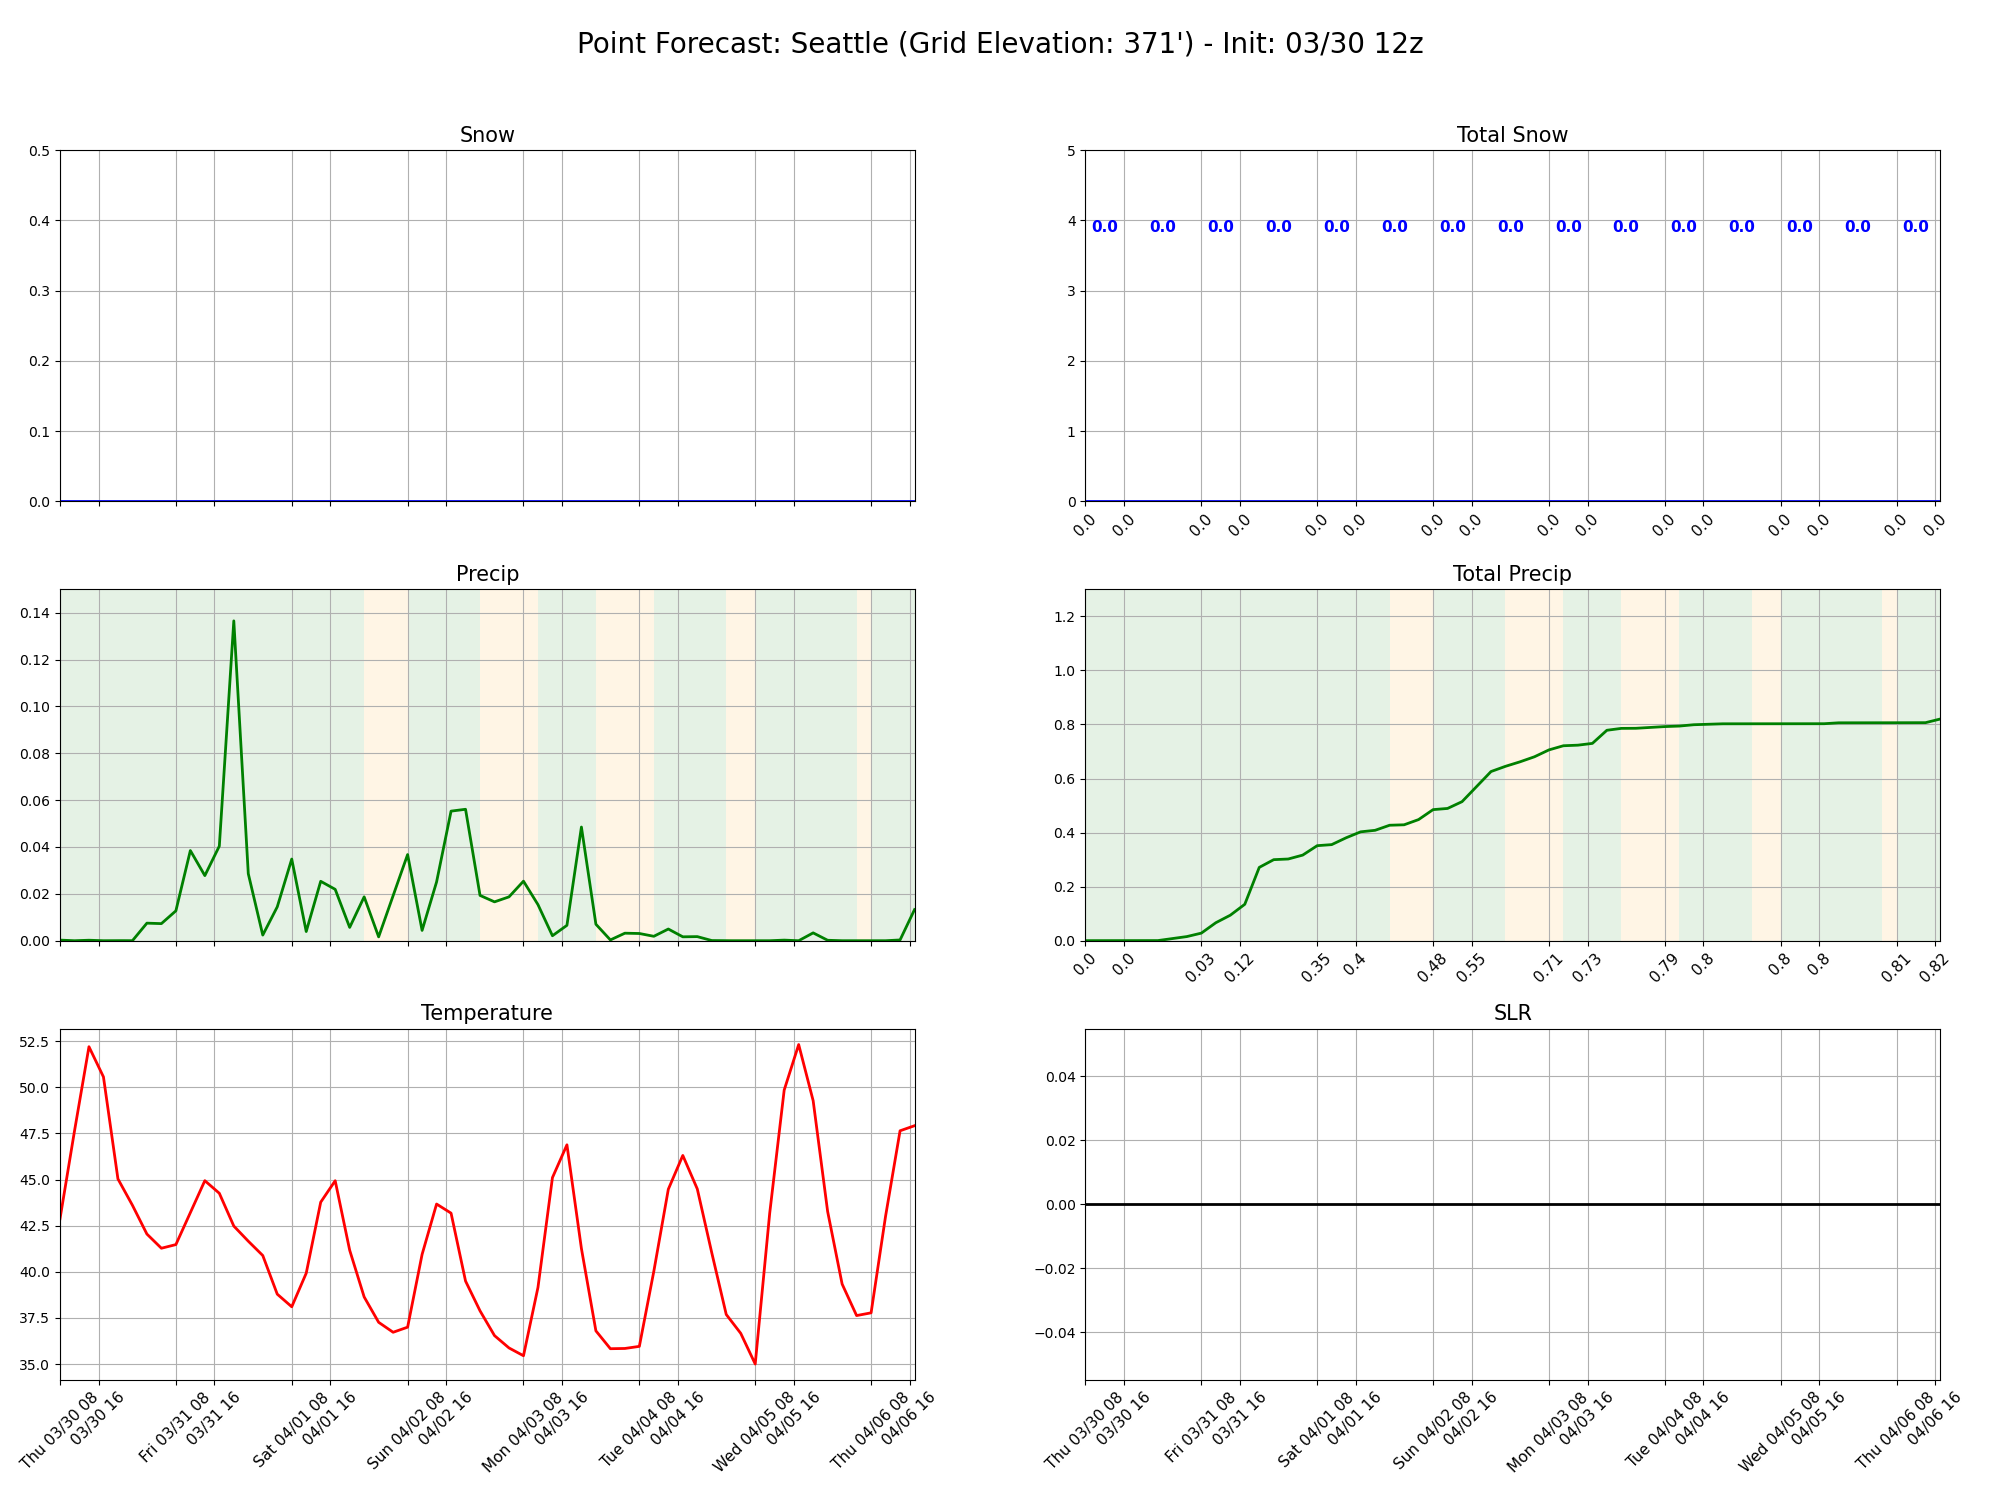 Point Forecast: Seattle (Grid Elevation: 371') - Init: 03/30 12z
Snow
0.5
0.4
0.3
0.2
0.1
0.0
Total Snow
5
4
3
2
1
0
0.0 0.0 0.0 0.0 0.0 0.0 0.0 0.0 0.0 0.0 0.0 0.0 0.0 0.0 0.0
0.0 0.0 0.0 0.0 0.0 0.0 0.0 0.0 0.0 0.0 0.0 0.0 0.0 0.0 0.0 0.0
Precip
0.14
0.12
0.10
0.08
0.06
0.04
0.02
0.00
Total Precip
1.2
1.0
0.8
0.6
0.4
0.2
0.0
0.0 0.0 0.03 0.12 0.35 0.4 0.48 0.55 0.71 0.73 0.79 0.8 0.8 0.8 0.81 0.82
Temperature
52.5
50.0
47.5
45.0
42.5
40.0
37.5
35.0
Thu 03/30 08
03/30 16
Fri 03/31 08
03/31 16
Sat 04/01 08
04/01 16
Sun 04/02 08
04/02 16
Mon 04/03 08
04/03 16
Tue 04/04 08
04/04 16
Wed 04/05 08
04/05 16
Thu 04/06 08
04/06 16
SLR
0.04
0.02
0.00
−0.02
−0.04
Thu 03/30 08
03/30 16
Fri 03/31 08
03/31 16
Sat 04/01 08
04/01 16
Sun 04/02 08
04/02 16
Mon 04/03 08
04/03 16
Tue 04/04 08
04/04 16
Wed 04/05 08
04/05 16
Thu 04/06 08
04/06 16